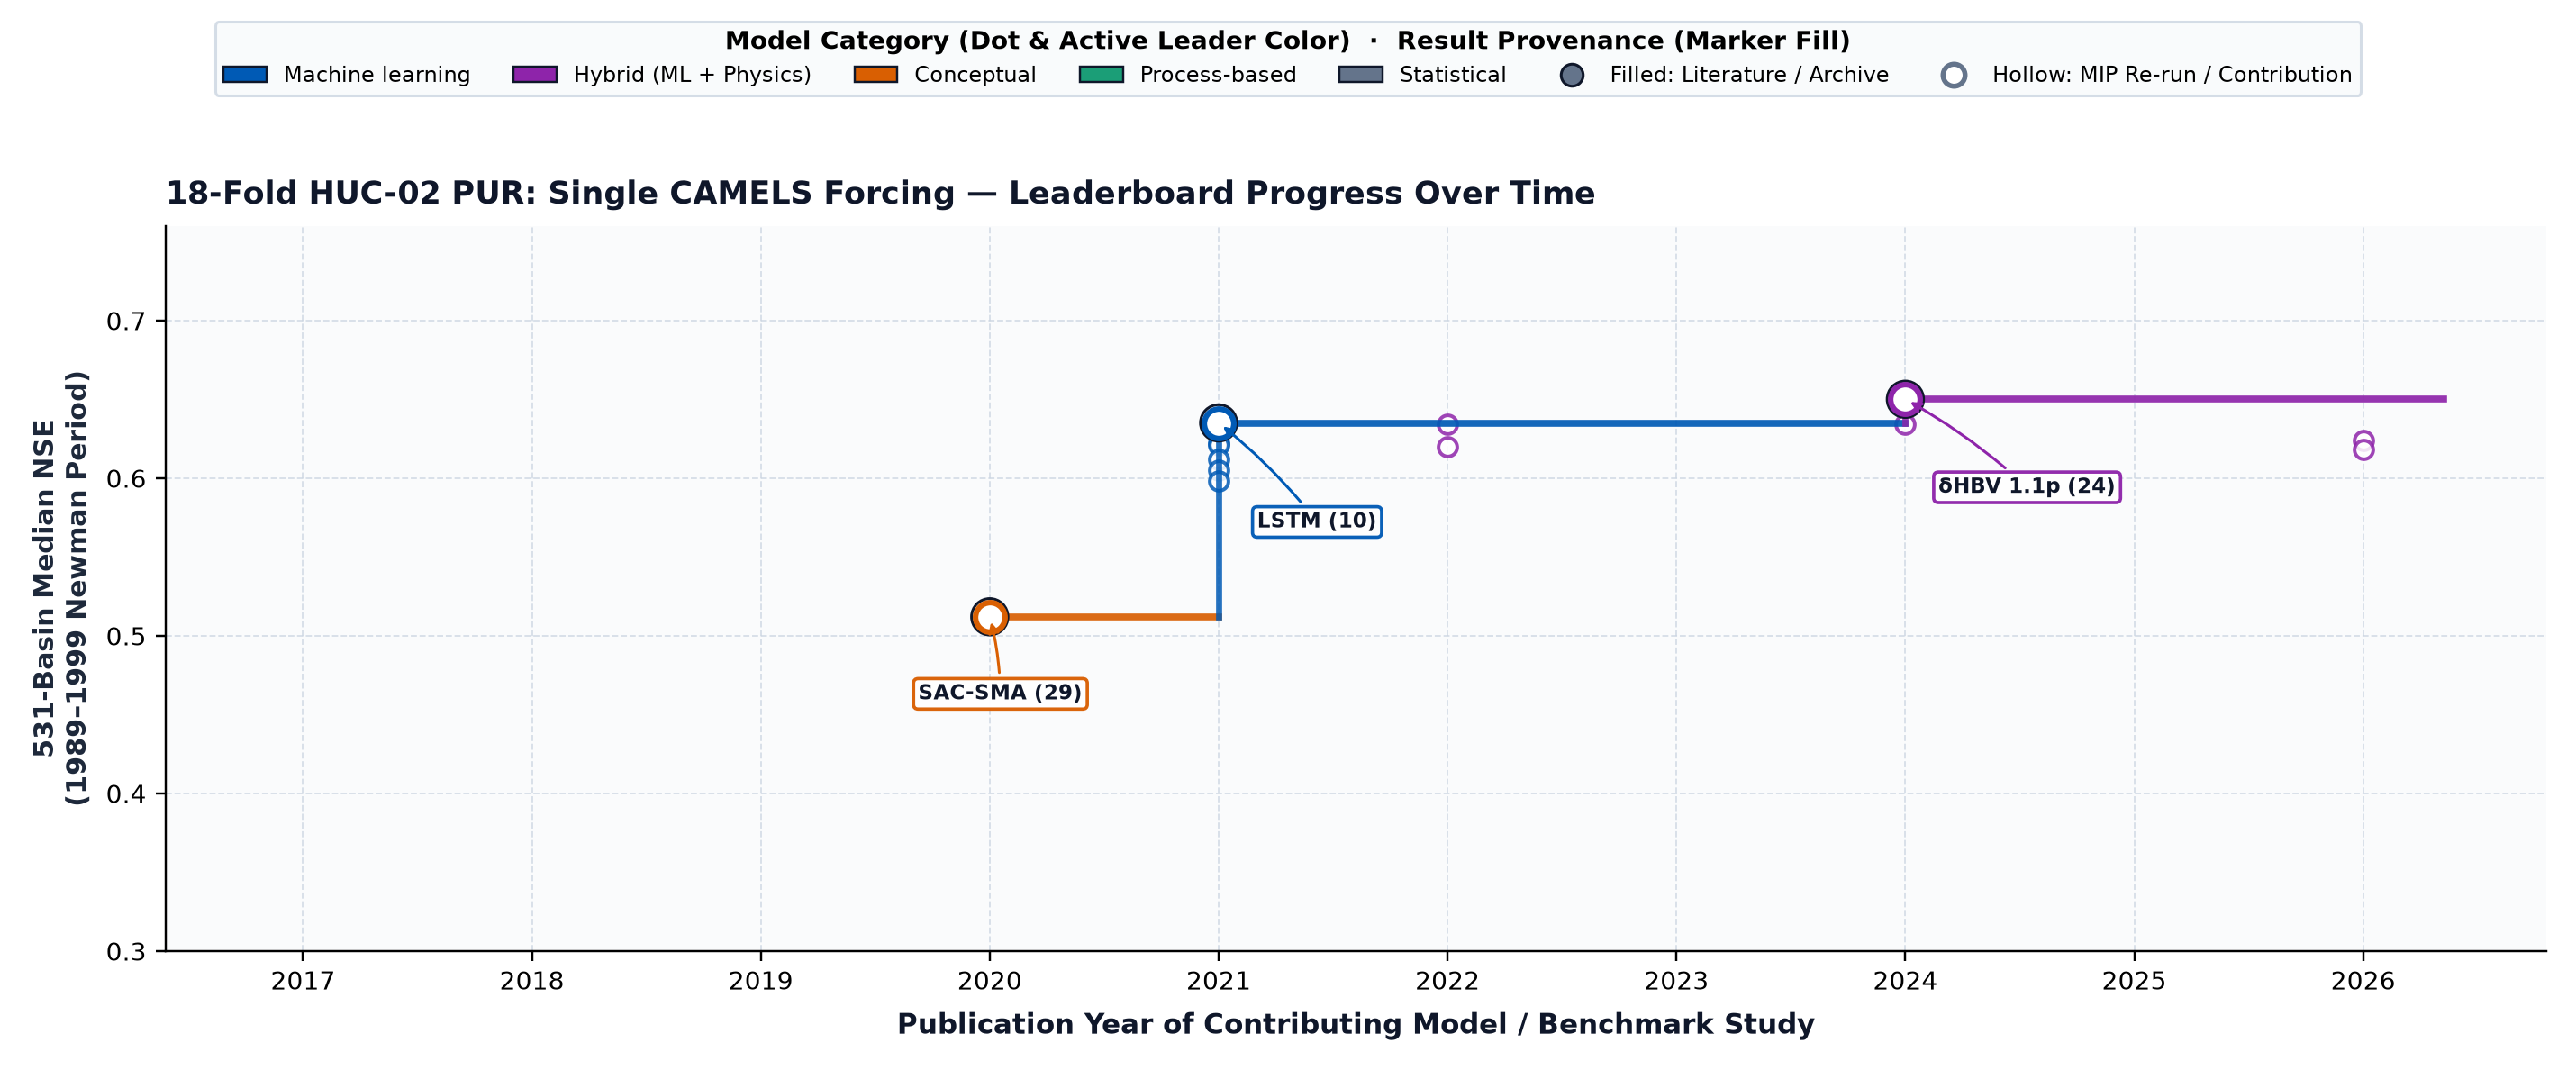 Model Category (Dot & Active Leader Color)  ·  Result Provenance (Marker Fill)
Machine learning
Hybrid (ML + Physics)
Conceptual
Process-based
Statistical
Filled: Literature / Archive
Hollow: MIP Re-run / Contribution
18-Fold HUC-02 PUR: Single CAMELS Forcing — Leaderboard Progress Over Time
531-Basin Median NSE
(1989–1999 Newman Period)
0.7
0.6
0.5
0.4
0.3
δHBV 1.1p (24)
LSTM (10)
SAC-SMA (29)
2017
2018
2019
2020
2021
2022
2023
2024
2025
2026
Publication Year of Contributing Model / Benchmark Study